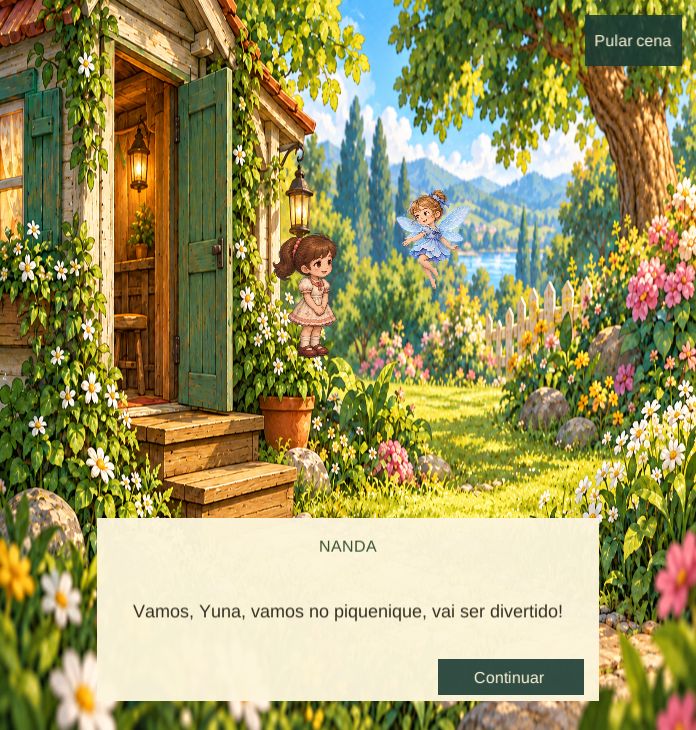 Pular cena
NANDA
Vamos, Yuna, vamos no piquenique, vai ser divertido!
Continuar